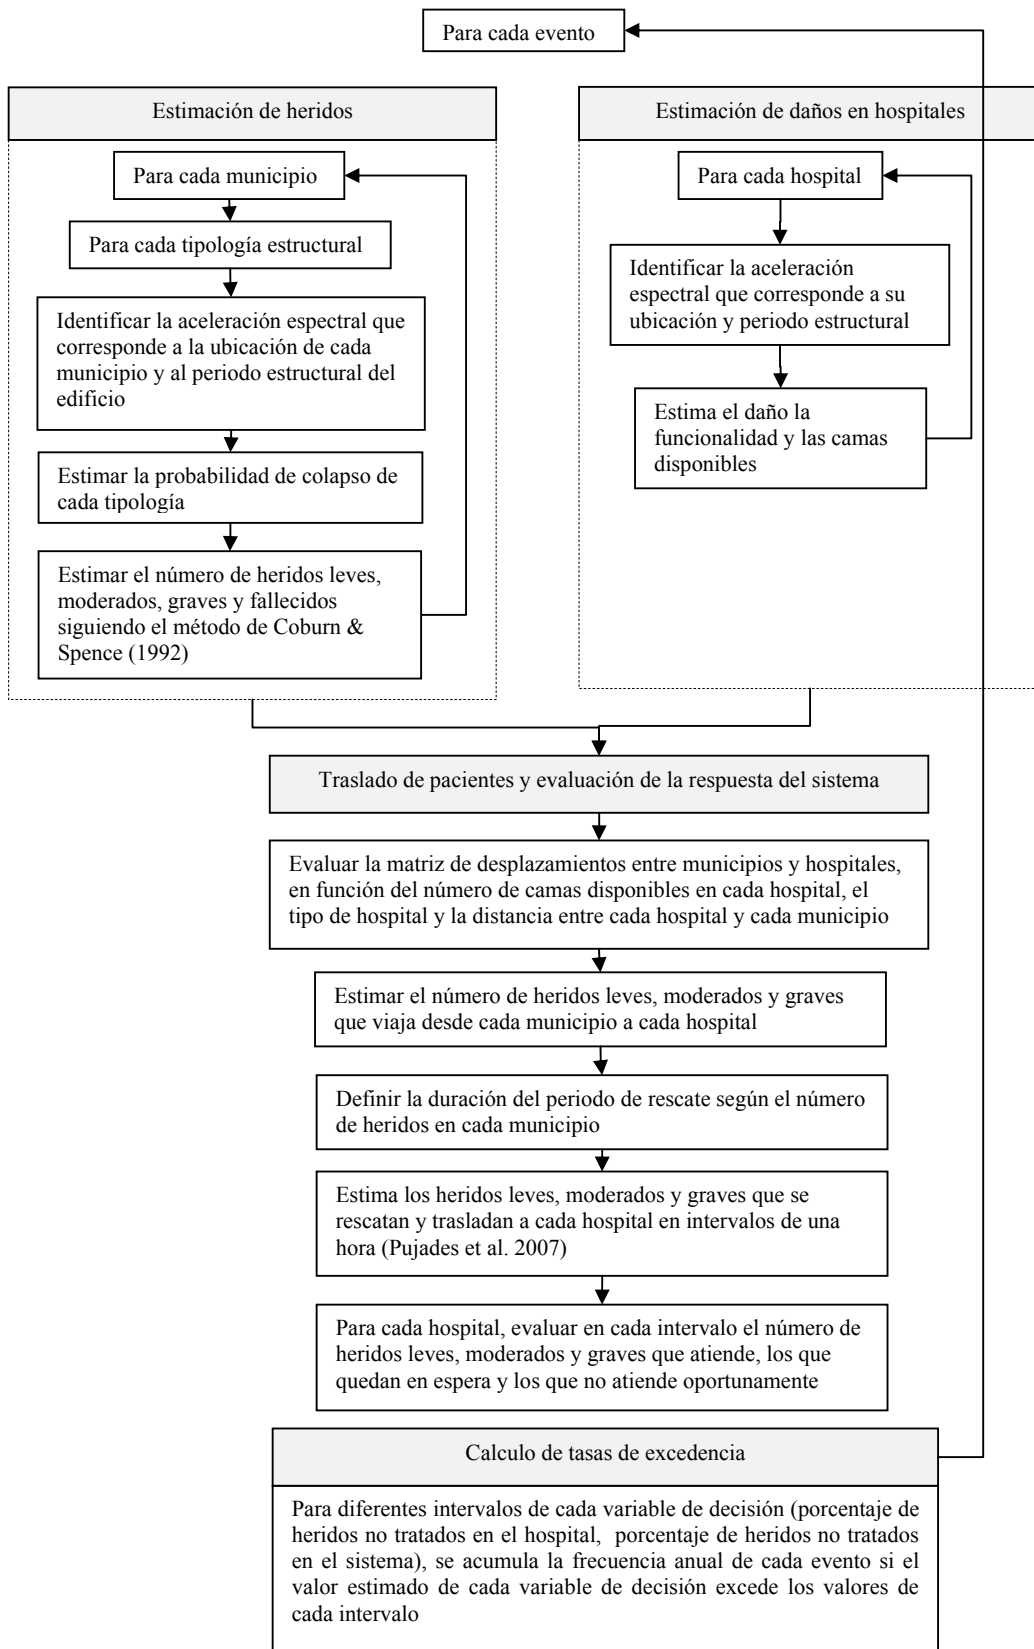 Para cada evento
Estimación de heridos
Para cada municipio
Para cada tipología estructural
Identificar la aceleración espectral que
corresponde a la ubicación de cada
municipio y al periodo estructural del
edificio
Estimar la probabilidad de colapso de
cada tipología
Estimar el número de heridos leves,
moderados, graves y fallecidos
siguiendo el método de Coburn &
Spence (1992)
Estimación de daños en hospitales
Para cada hospital
Identificar la aceleración
espectral que corresponde a su
ubicación y periodo estructural
Estima el daño la
funcionalidad y las camas
disponibles
Traslado de pacientes y evaluación de la respuesta del sistema
Evaluar la matriz de desplazamientos entre municipios y hospitales,
en función del número de camas disponibles en cada hospital, el
tipo de hospital y la distancia entre cada hospital y cada municipio
Estimar el número de heridos leves, moderados y graves
que viaja desde cada municipio a cada hospital
Definir la duración del periodo de rescate según el número
de heridos en cada municipio
Estima los heridos leves, moderados y graves que se
rescatan y trasladan a cada hospital en intervalos de una
hora (Pujades et al. 2007)
Para cada hospital, evaluar en cada intervalo el número de
heridos leves, moderados y graves que atiende, los que
quedan en espera y los que no atiende oportunamente
Calculo de tasas de excedencia
Para diferentes intervalos de cada variable de decisión (porcentaje de
heridos no tratados en el hospital, porcentaje de heridos no tratados
en el sistema), se acumula la frecuencia anual de cada evento si el
valor estimado de cada variable de decisión excede los valores de
cada intervalo